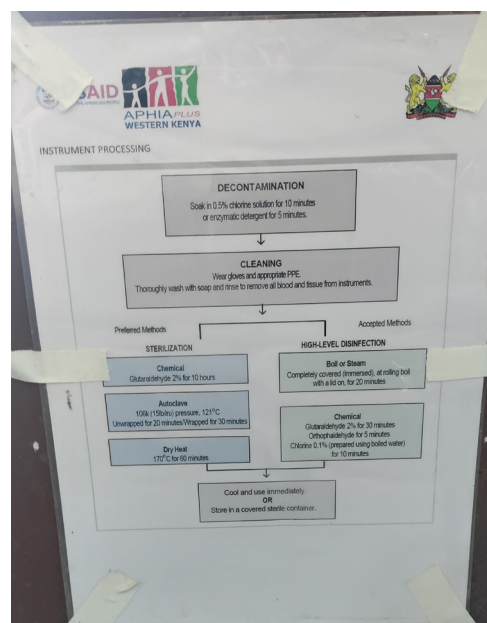 USAID
APHIAPLUS
WESTERN KENYA
INSTRUMENT PROCESSING
DECONTAMINATION
Soak in 0.5% chlorine solution for 10 minutes
or enzymatic detergent for 5 minutes.
CLEANING
Wear gloves and appropriate PPE.
Thoroughly wash with soap and rinse to remove all blood and tissue from instruments.
Preferred Methods
Accepted Methods
STERILIZATION
Chemical
Glutaraldehyde 2% for 10 hours
Autoclave
106k (15lb/in) pressure, 121°C
Unwrapped for 20 minutes/Wrapped for 30 minutes
Dry Heat
170°C for 60 minutes
HIGH-LEVEL DISINFECTION
Boil or Steam
Completely covered (immersed), at rolling boil
with a lid on, for 20 minutes
Chemical
Glutaraldehyde 2% for 30 minutes
Orthophaldehyde for 5 minutes
Chlorine 0.1% (prepared using boiled water)
for 10 minutes
Cool and use immediately.
OR
Store in a covered sterile container.